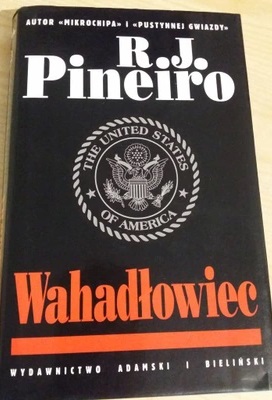 AUTOR «MIKROCHIPA» I «PUSTYNNEJ GWIAZDY»
R. J.
Pineiro
THE UNITED STATES
OF AMERICA
Wahadłowiec
WYDAWNICTWO ADAMSKI I BIELIŃSKI